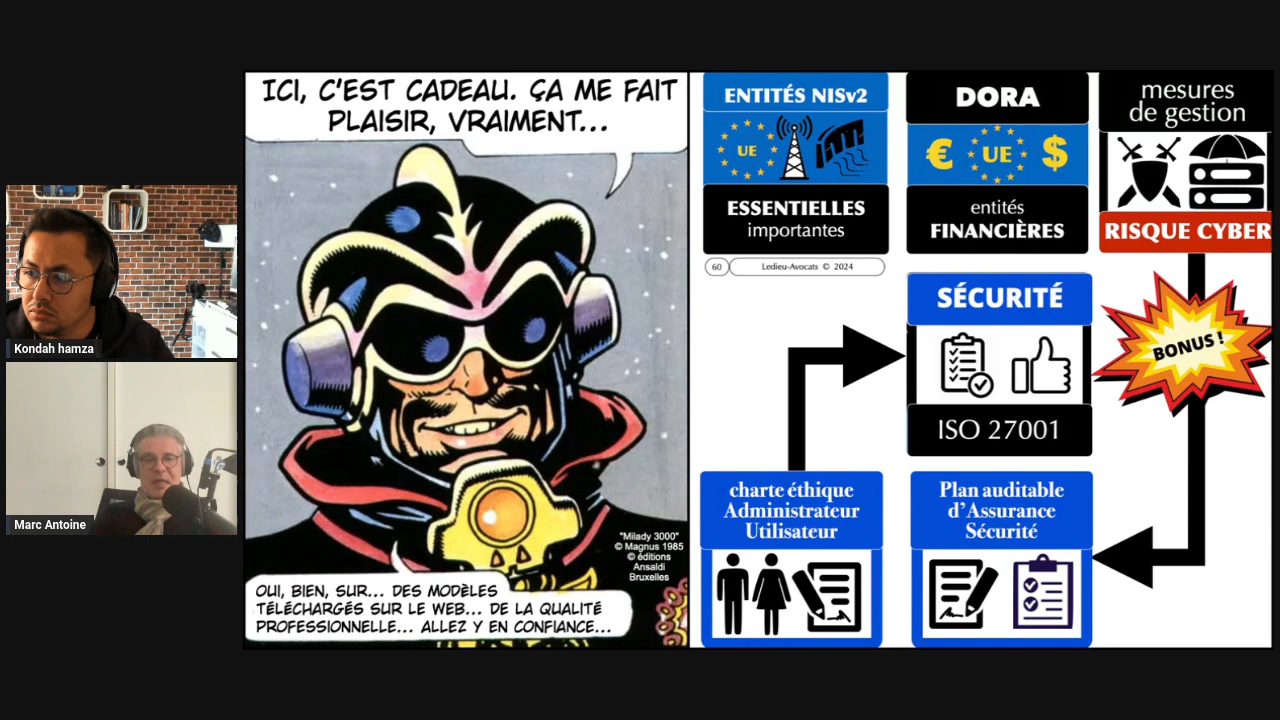 Kondah hamza
Marc Antoine
ICI, C'EST CADEAU. ÇA ME FAIT
PLAISIR, VRAIMENT...
"Milady 3000"
© Magnus 1985
© éditions
Ansaldi
Bruxelles
OUI, BIEN, SUR... DES MODÈLES
TÉLÉCHARGÉS SUR LE WEB... DE LA QUALITÉ
PROFESSIONNELLE... ALLEZ Y EN CONFIANCE...
ENTITÉS NISv2
UE
ESSENTIELLES
importantes
60
Ledieu-Avocats © 2024
DORA
€ UE $
entités
FINANCIÈRES
mesures
de gestion
RISQUE CYBER
SÉCURITÉ
ISO 27001
BONUS !
charte éthique
Administrateur
Utilisateur
Plan auditable
d'Assurance
Sécurité